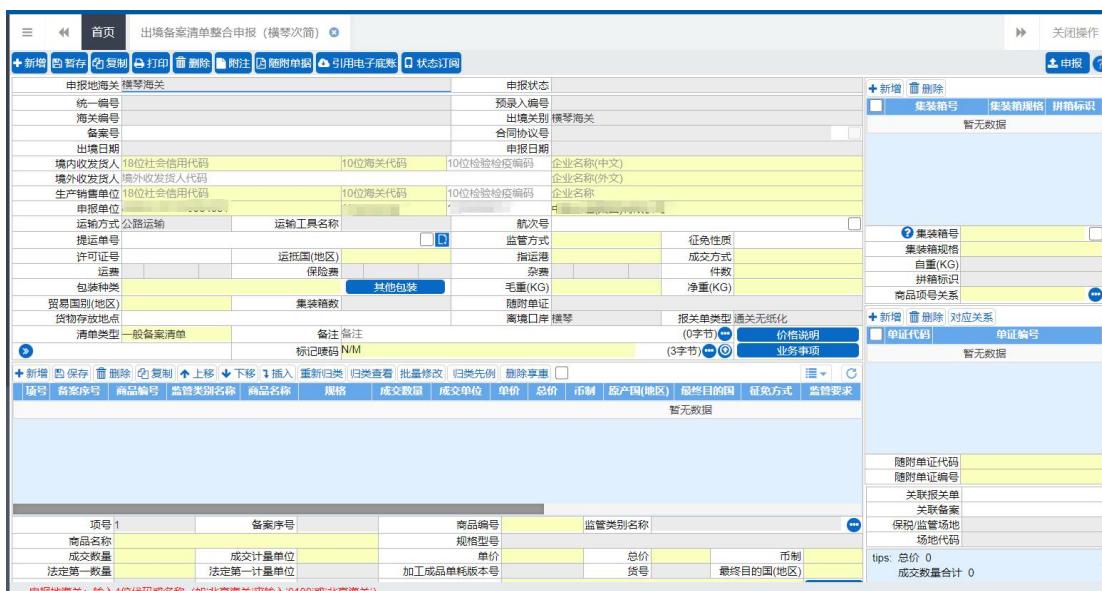 首页 出境备案清单整合申报（横琴次简） 关闭操作
新增 暂存 复制 打印 删除 附注 随附单据 引用电子底账 状态订阅 申报
申报地海关 横琴海关 申报状态
统一编号 预录入编号
海关编号 出境关别 横琴海关
备案号 合同协议号
出境日期 申报日期
境内收发货人 18位社会信用代码 10位海关代码 10位检验检疫编码 企业名称(中文)
境外收发货人 境外收发货人代码 企业名称(外文)
生产销售单位 18位社会信用代码 10位海关代码 10位检验检疫编码 企业名称
申报单位
运输方式 公路运输 运输工具名称 航次号
提运单号 监管方式 征免性质
许可证号 运抵国(地区) 指运港 成交方式
运费 保险费 杂费 件数
包装种类 其他包装 毛重(KG) 净重(KG)
贸易国别(地区) 集装箱数 随附单证
货物存放地点 离境口岸 横琴 报关单类型 通关无纸化
清单类型 一般备案清单 备注 备注 (0字节) 价格说明
标记唛码 N/M (3字节) 业务事项
新增 保存 删除 复制 上移 下移 插入 重新归类 归类查看 批量修改 归类先例 删除享惠
项号 备案序号 商品编号 监管类别名称 商品名称 规格 成交数量 成交单位 单价 总价 币制 原产国(地区) 最终目的国 征免方式 监管要求
暂无数据
项号 1 备案序号 商品编号 监管类别名称
商品名称 规格型号
成交数量 成交计量单位 单价 总价 币制
法定第一数量 法定第一计量单位 加工成品单耗版本号 货号 最终目的国(地区)
新增 删除
集装箱号 集装箱规格 拼箱标识
暂无数据
集装箱号
集装箱规格
自重(KG)
拼箱标识
商品项号关系
新增 删除 对应关系
单证代码 单证编号
暂无数据
随附单证代码
随附单证编号
关联报关单
关联备案
保税/监管场地
场地代码
tips: 总价 0
成交数量合计 0